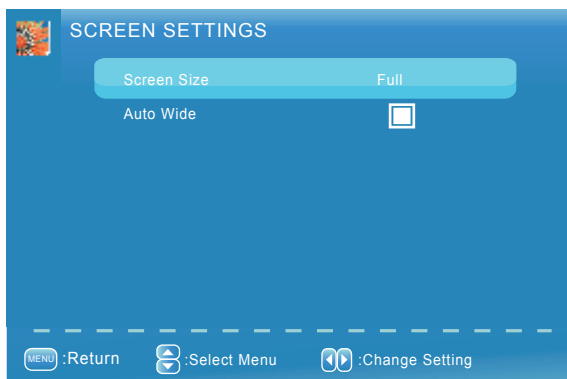 SCREEN SETTINGS
Screen Size Full
Auto Wide
MENU :Return :Select Menu :Change Setting